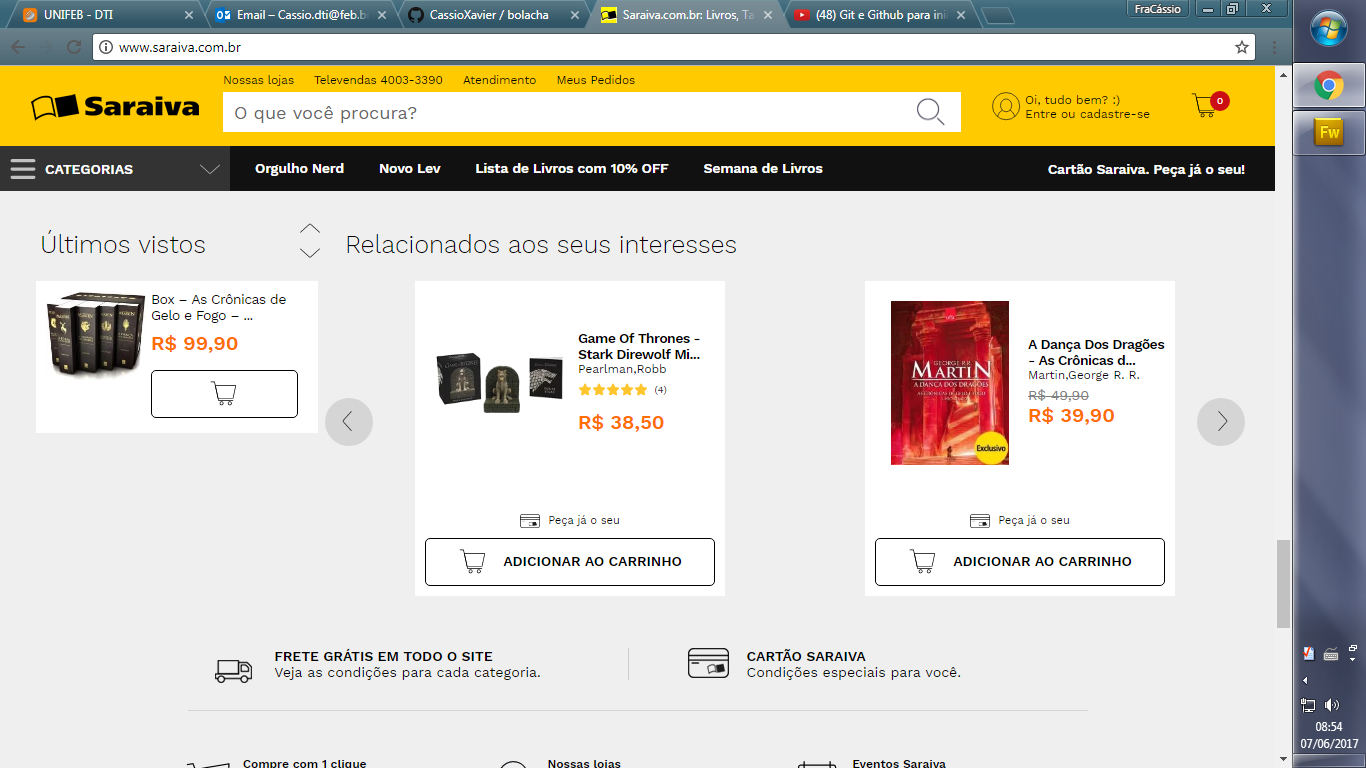 UNIFEB - DTI
Email – Cassio.dti@feb.br
CassioXavier / bolacha
Saraiva.com.br: Livros, Ta
(48) Git e Github para ini
FraCássio
www.saraiva.com.br
Nossas lojas Televendas 4003-3390 Atendimento Meus Pedidos
Saraiva
O que você procura?
Oi, tudo bem? :)
Entre ou cadastre-se
0
CATEGORIAS
Orgulho Nerd Novo Lev Lista de Livros com 10% OFF Semana de Livros Cartão Saraiva. Peça já o seu!
Últimos vistos
Relacionados aos seus interesses
Box – As Crônicas de
Gelo e Fogo – ...
R$ 99,90
Game Of Thrones -
Stark Direwolf Mi...
Pearlman,Robb
(4)
R$ 38,50
Peça já o seu
ADICIONAR AO CARRINHO
GEORGE R.R.
MARTIN
A DANÇA DOS DRAGÕES
Exclusivo
A Dança Dos Dragões
- As Crônicas d...
Martin,George R. R.
R$ 49,90
R$ 39,90
Peça já o seu
ADICIONAR AO CARRINHO
FRETE GRÁTIS EM TODO O SITE
Veja as condições para cada categoria.
CARTÃO SARAIVA
Condições especiais para você.
Compre com 1 clique
Nossas lojas
Eventos Saraiva
Fw
08:54
07/06/2017